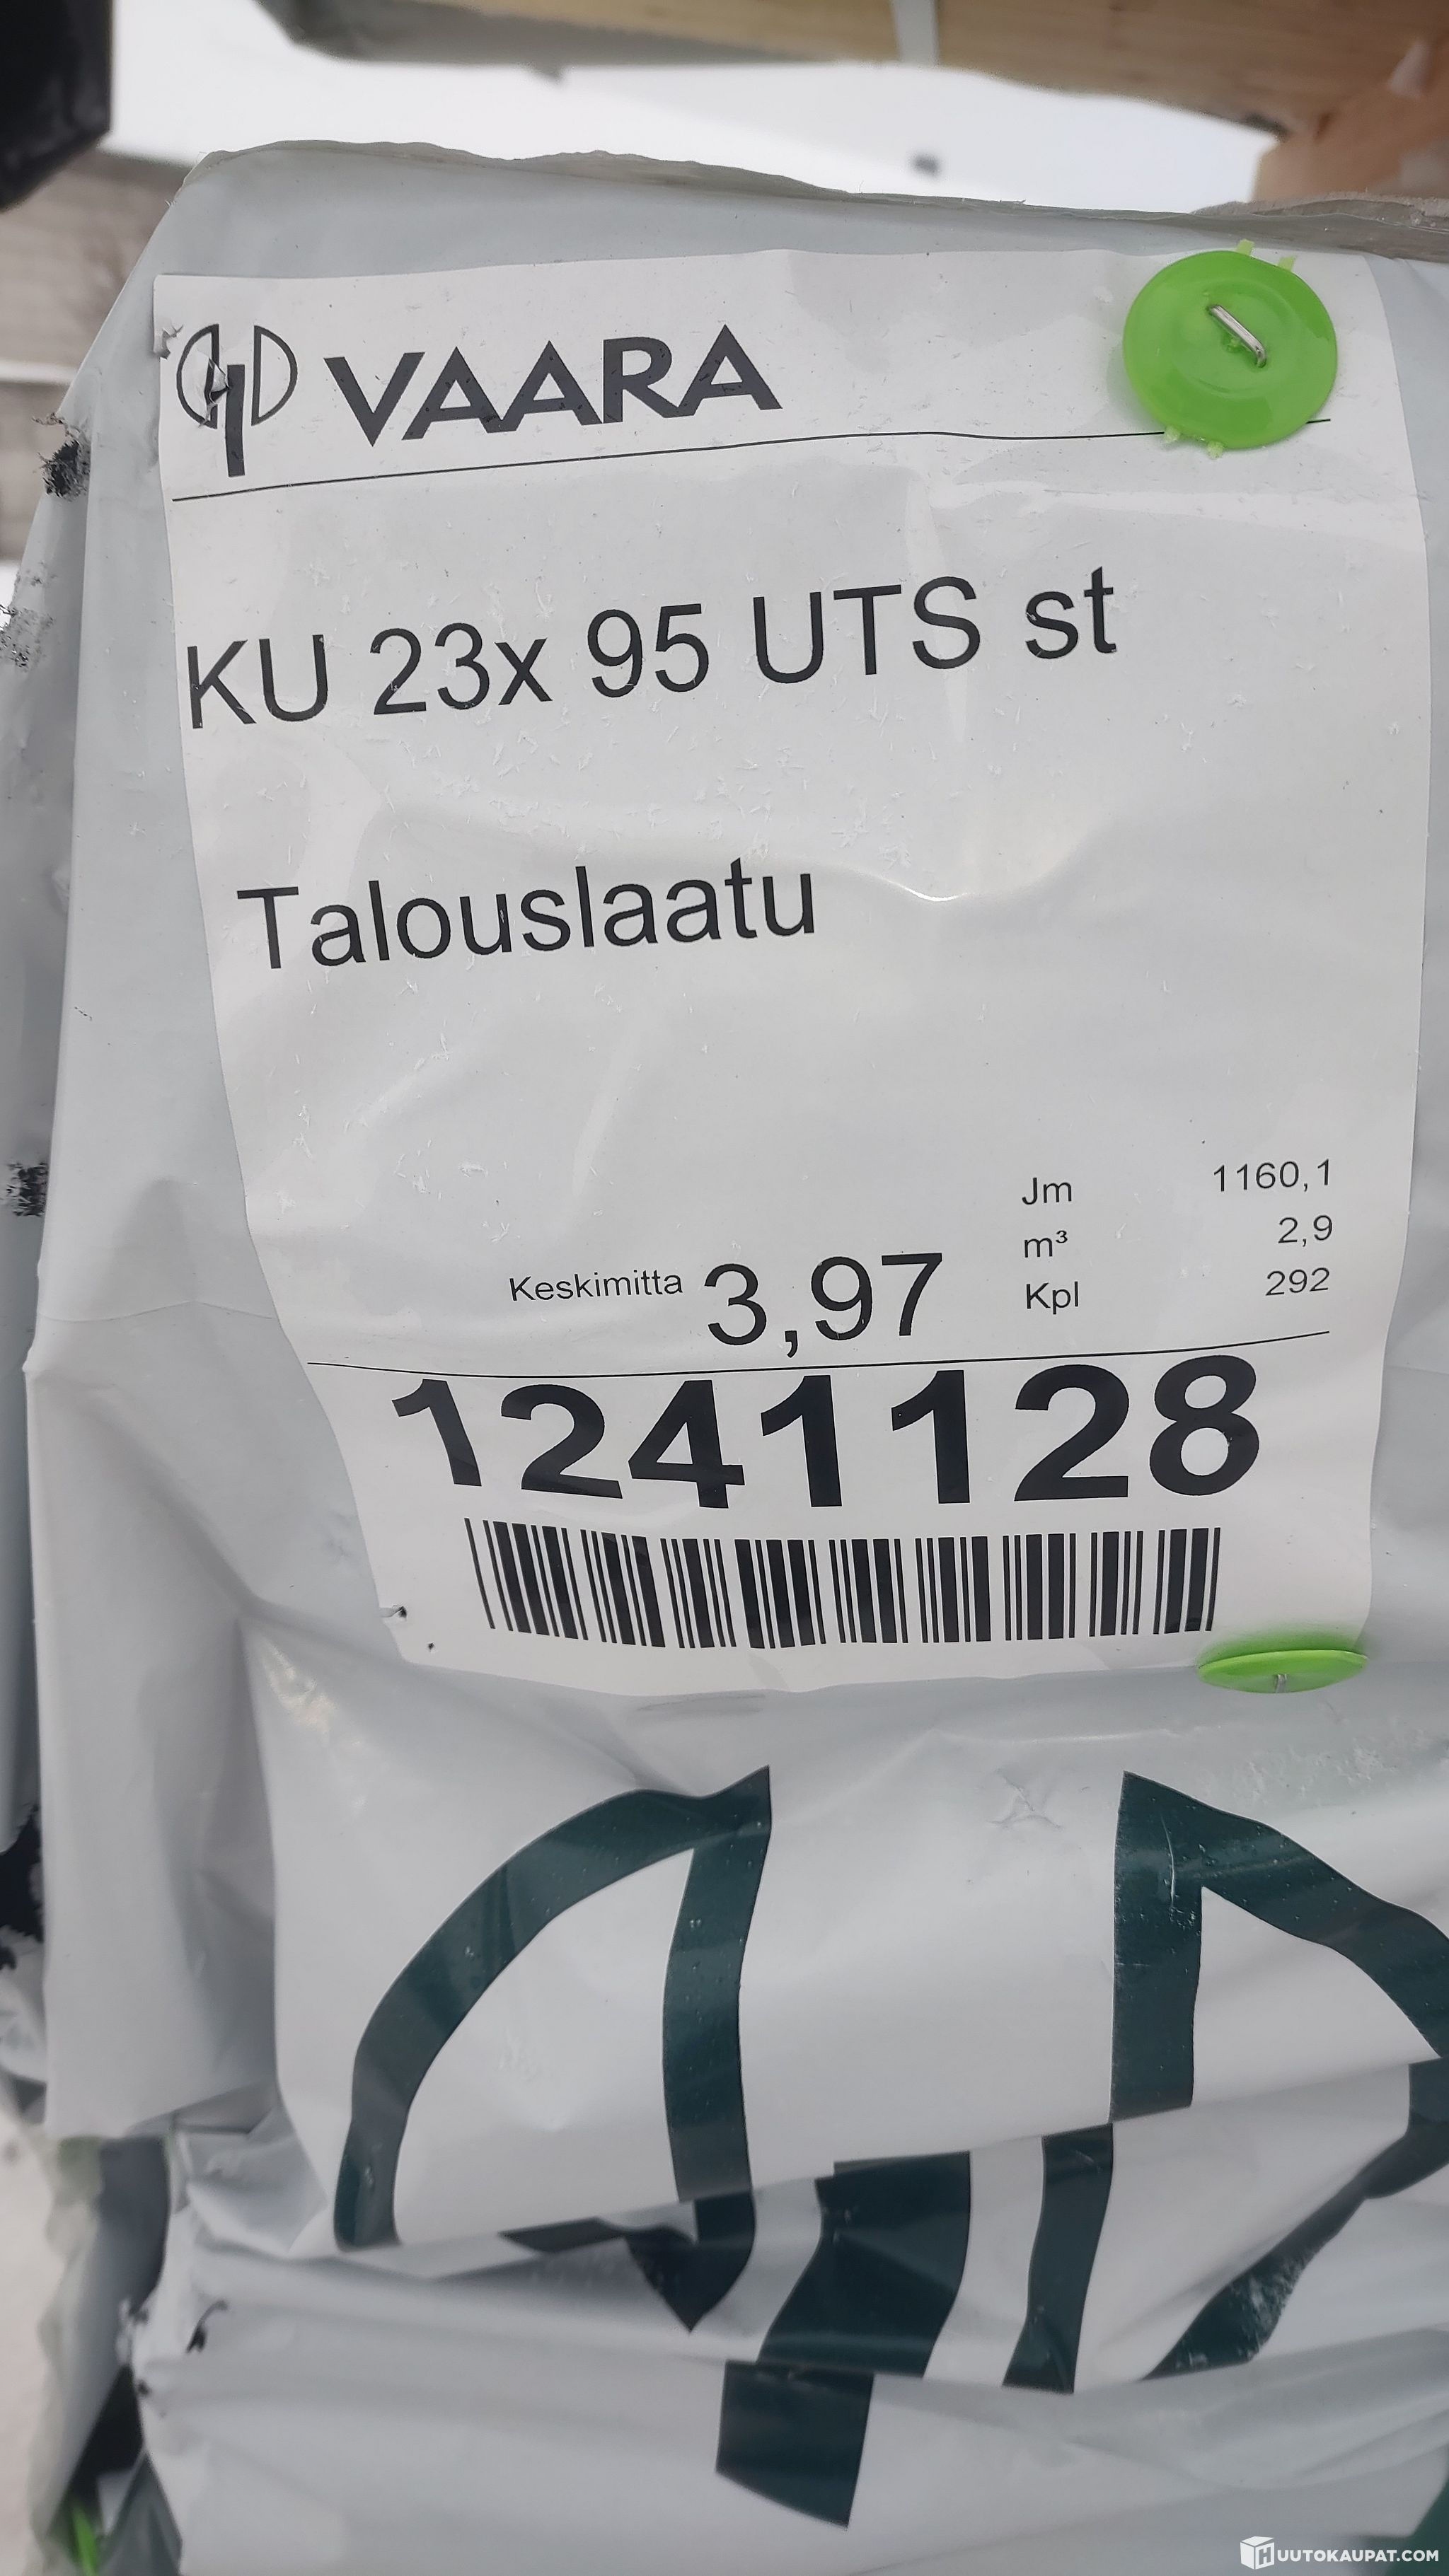 VAARA
KU 23x 95 UTS st
Talouslaatu
Jm 1160,1
m³ 2,9
Keskimitta 3,97 Kpl 292
1241128
HUUTOKAUPAT.COM